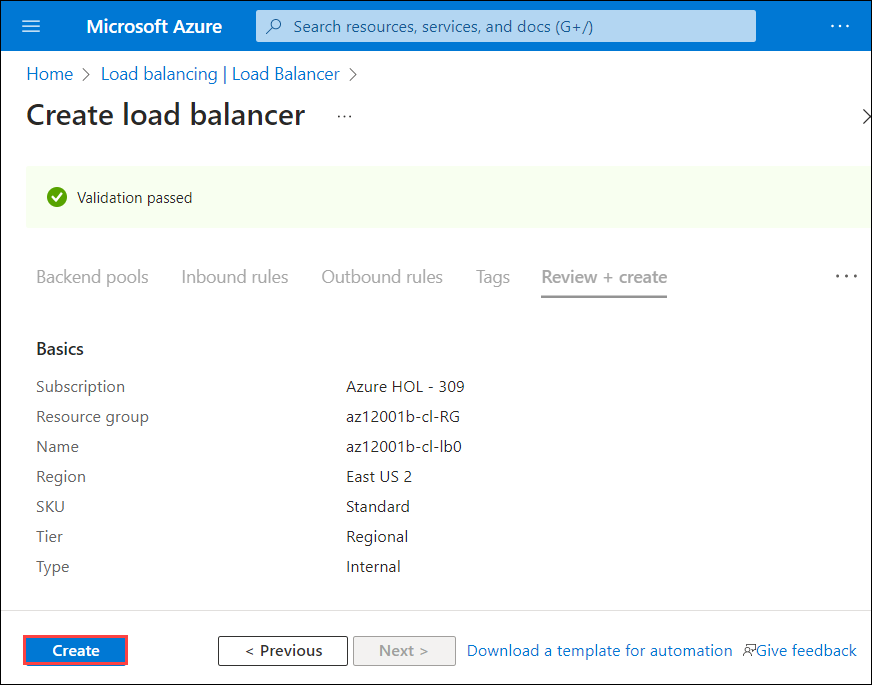 Microsoft Azure Search resources, services, and docs (G+/) ...
Home > Load balancing | Load Balancer >
Create load balancer ...
Validation passed
Backend pools Inbound rules Outbound rules Tags Review + create ...
Basics
Subscription Azure HOL - 309
Resource group az12001b-cl-RG
Name az12001b-cl-lb0
Region East US 2
SKU Standard
Tier Regional
Type Internal
Create < Previous Next > Download a template for automation Give feedback